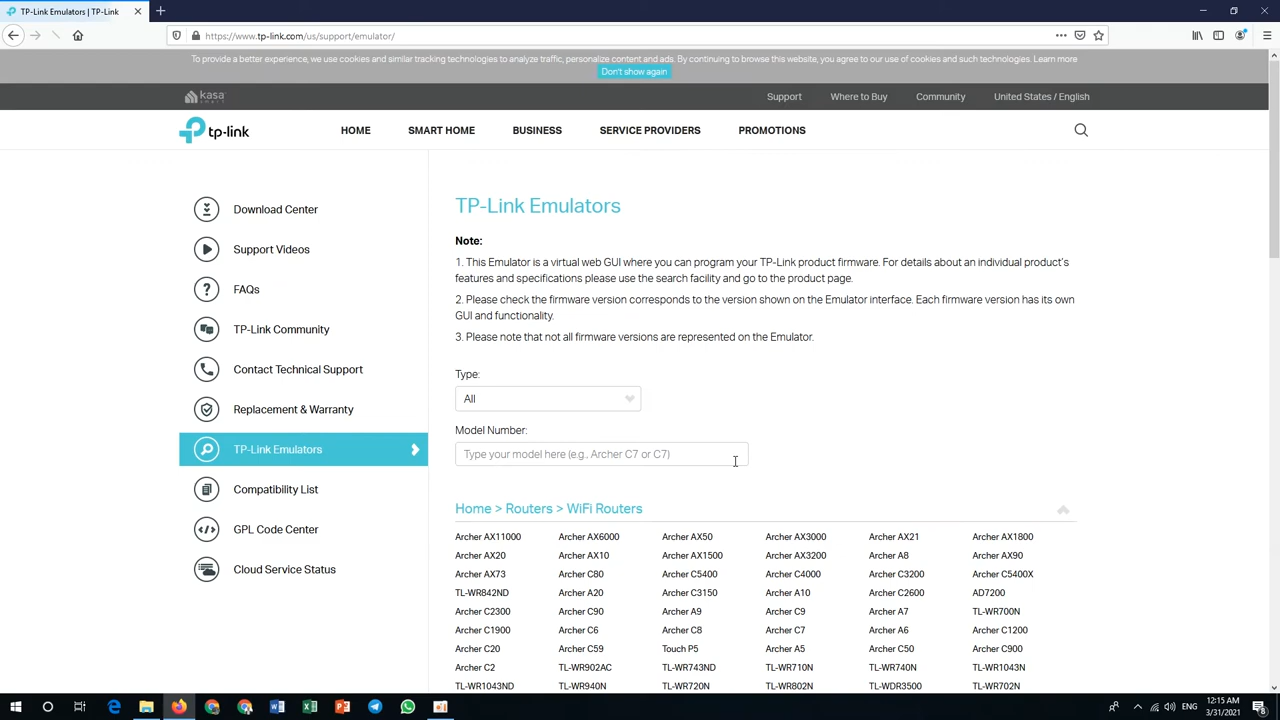 TP-Link Emulators | TP-Link
https://www.tp-link.com/us/support/emulator/
To provide a better experience, we use cookies and similar tracking technologies to analyze traffic, personalize content and ads. By continuing to browse this website, you agree to our use of cookies and such technologies. Learn more
Don't show again
kasa smart
Support Where to Buy Community United States / English
tp-link HOME SMART HOME BUSINESS SERVICE PROVIDERS PROMOTIONS
Download Center
Support Videos
FAQs
TP-Link Community
Contact Technical Support
Replacement & Warranty
TP-Link Emulators
Compatibility List
GPL Code Center
Cloud Service Status
TP-Link Emulators
Note:
1. This Emulator is a virtual web GUI where you can program your TP-Link product firmware. For details about an individual product's
features and specifications please use the search facility and go to the product page.
2. Please check the firmware version corresponds to the version shown on the Emulator interface. Each firmware version has its own
GUI and functionality.
3. Please note that not all firmware versions are represented on the Emulator.
Type:
All
Model Number:
Type your model here (e.g., Archer C7 or C7)
Home > Routers > WiFi Routers
Archer AX11000 Archer AX6000 Archer AX50 Archer AX3000 Archer AX21 Archer AX1800
Archer AX20 Archer AX10 Archer AX1500 Archer AX3200 Archer A8 Archer AX90
Archer AX73 Archer C80 Archer C5400 Archer C4000 Archer C3200 Archer C5400X
TL-WR842ND Archer A20 Archer C3150 Archer A10 Archer C2600 AD7200
Archer C2300 Archer C90 Archer A9 Archer C9 Archer A7 TL-WR700N
Archer C1900 Archer C6 Archer C8 Archer C7 Archer A6 Archer C1200
Archer C20 Archer C59 Touch P5 Archer A5 Archer C50 Archer C900
Archer C2 TL-WR902AC TL-WR743ND TL-WR710N TL-WR740N TL-WR1043N
TL-WR1043ND TL-WR940N TL-WR720N TL-WR802N TL-WDR3500 TL-WR702N
ENG
12:15 AM
3/31/2021
8